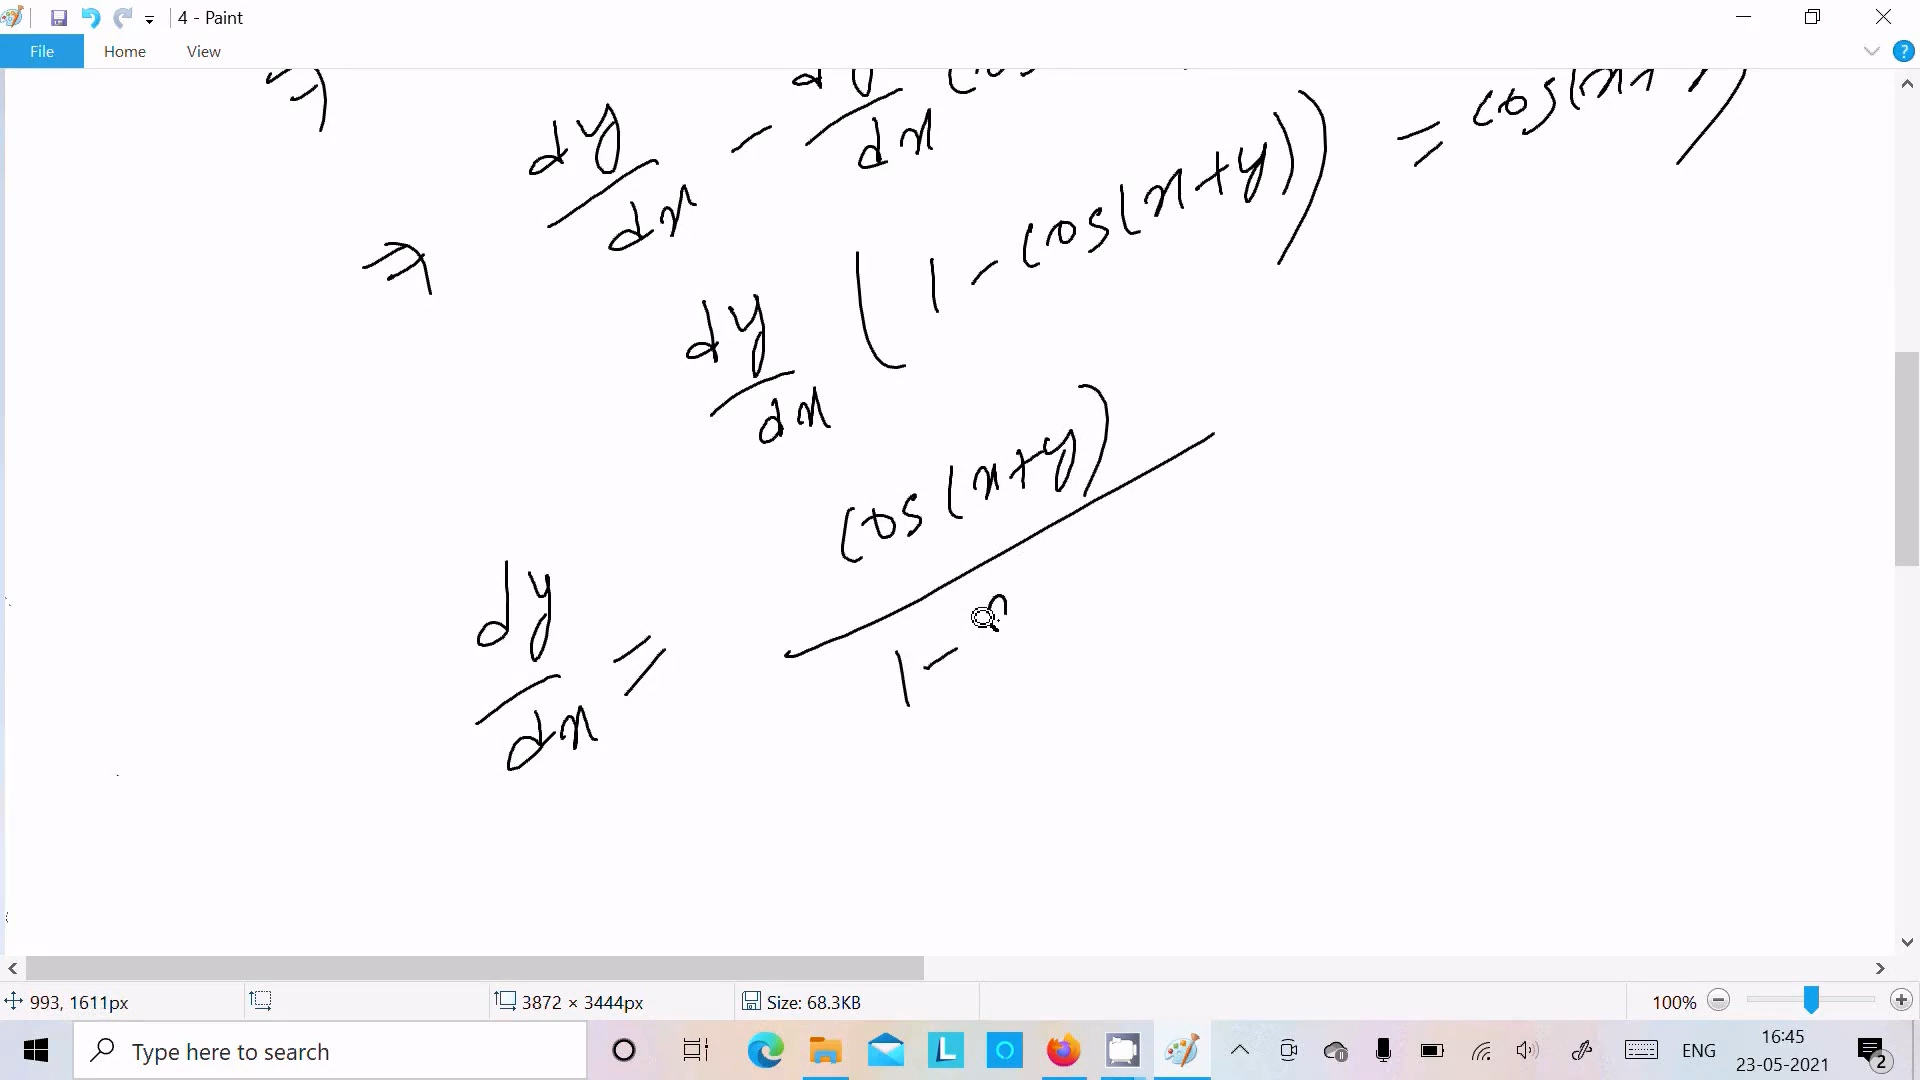 4 - Paint
File Home View
⇒ dy/dx - dy/dx cos = cos(x+y)
⇒ dy/dx (1 - cos(x+y))
dy/dx = cos(x+y)/1 -
993, 1611px 3872 × 3444px Size: 68.3KB 100%
Type here to search ENG 16:45
23-05-2021 2